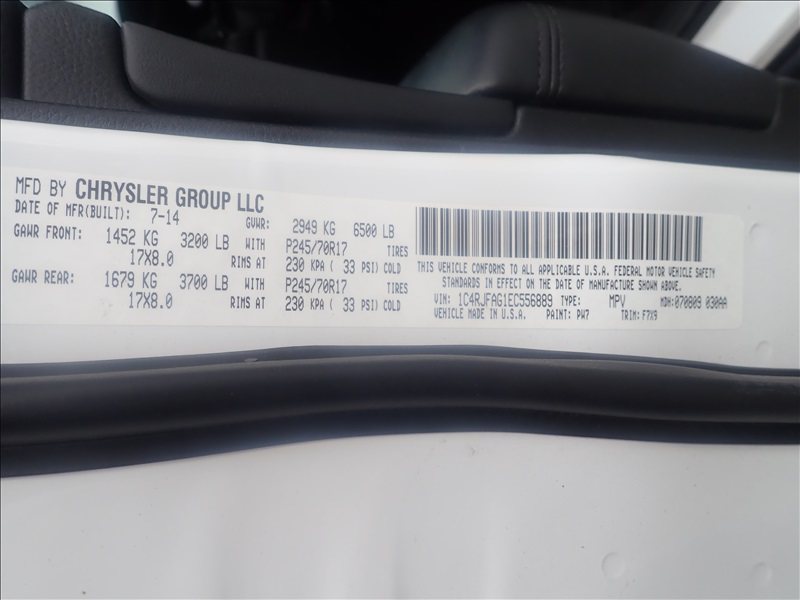 MFD BY CHRYSLER GROUP LLC
DATE OF MFR(BUILT): 7-14 GVWR: 2949 KG 6500 LB
GAWR FRONT: 1452 KG 3200 LB WITH P245/70R17 TIRES
17X8.0 RIMS AT 230 KPA ( 33 PSI) COLD
GAWR REAR: 1679 KG 3700 LB WITH P245/70R17 TIRES
17X8.0 RIMS AT 230 KPA ( 33 PSI) COLD
THIS VEHICLE CONFORMS TO ALL APPLICABLE U.S.A. FEDERAL MOTOR VEHICLE SAFETY
STANDARDS IN EFFECT ON THE DATE OF MANUFACTURE SHOWN ABOVE.
VIN: 1C4RJFAG1EC556889 TYPE: MPV MDH:070809 030AA
VEHICLE MADE IN U.S.A. PAINT: PW7 TRIM: F7X9